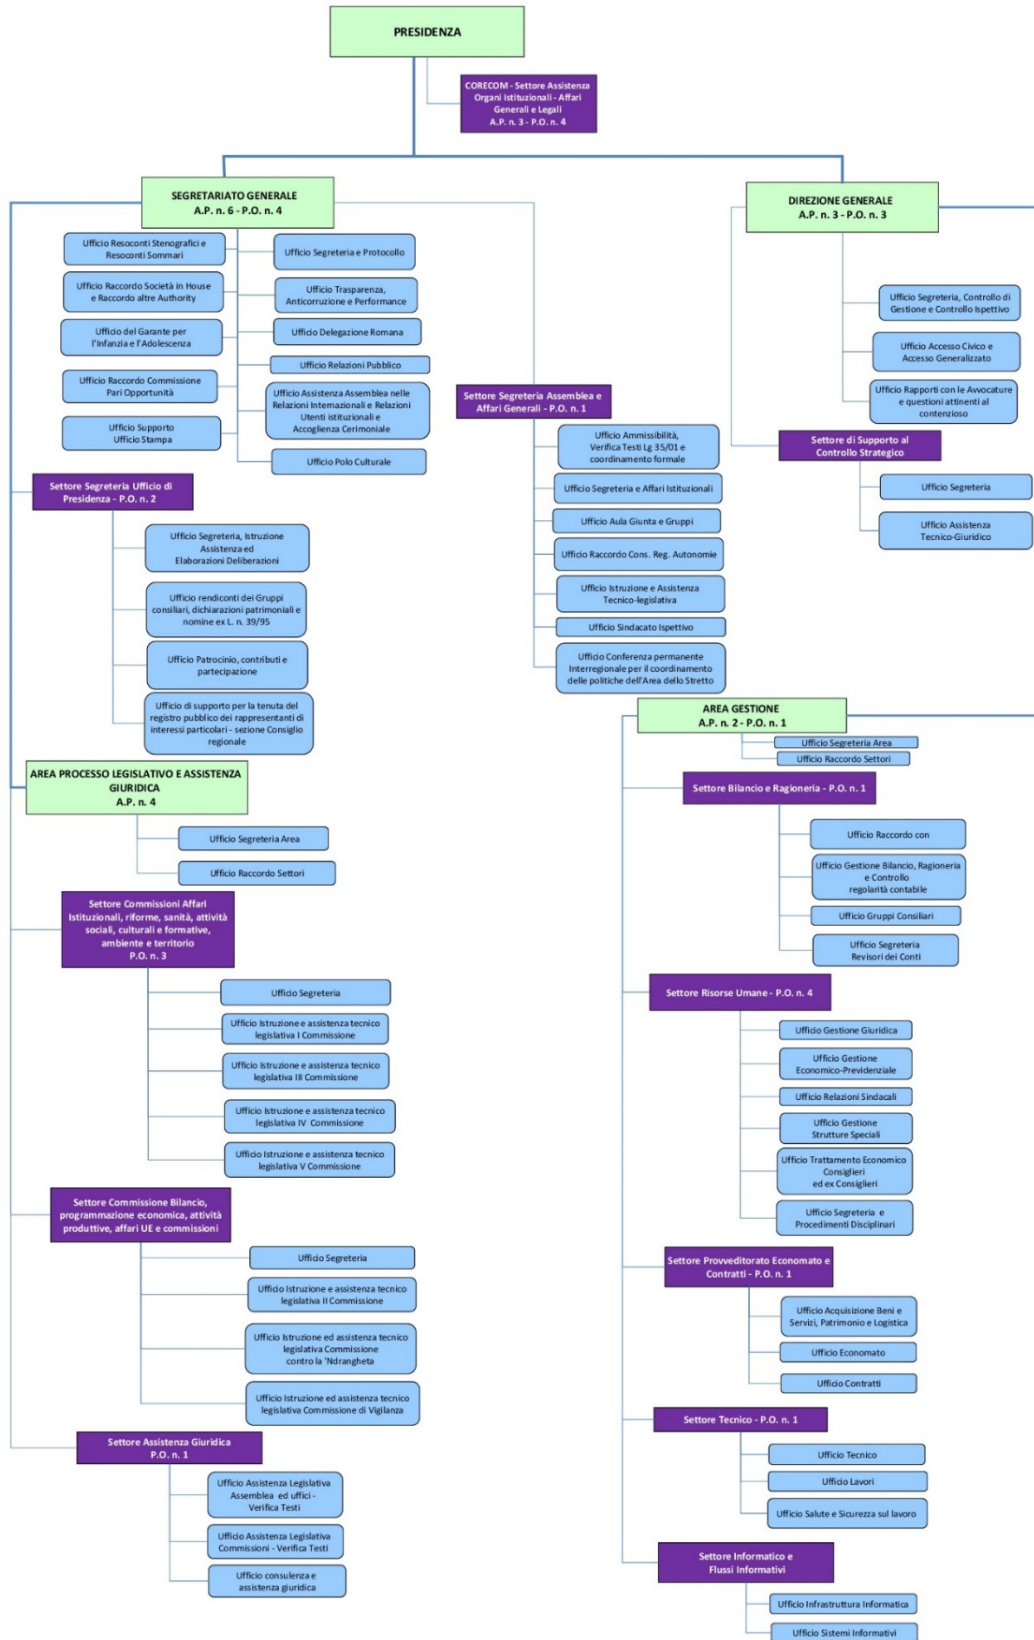 PRESIDENZA
CORECOM - Settore Assistenza
Organi Istituzionali - Affari
Generali e Legali
A.P. n. 3 - P.O. n. 4
SEGRETARIATO GENERALE
A.P. n. 6 - P.O. n. 4
Ufficio Resoconti Stenografici e
Resoconti Sommari
Ufficio Segreteria e Protocollo
Ufficio Raccordo Società in House
e Raccordo altre Authority
Ufficio Trasparenza,
Anticorruzione e Performance
Ufficio del Garante per
l'Infanzia e l'Adolescenza
Ufficio Delegazione Romana
Ufficio Relazioni Pubblico
Ufficio Raccordo Commissione
Pari Opportunità
Ufficio Assistenza Assemblea nelle
Relazioni Internazionali e Relazioni
Utenti istituzionali e
Accoglienza Cerimoniale
Ufficio Supporto
Ufficio Stampa
Ufficio Polo Culturale
Settore Segreteria Ufficio di
Presidenza - P.O. n. 2
Ufficio Segreteria, Istruzione
Assistenza ed
Elaborazioni Deliberazioni
Ufficio rendiconti dei Gruppi
consiliari, dichiarazioni patrimoniali e
nomine ex L. n. 39/95
Ufficio Patrocinio, contributi e
partecipazione
Ufficio di supporto per la tenuta del
registro pubblico dei rappresentanti di
interessi particolari - sezione Consiglio
regionale
Settore Segreteria Assemblea e
Affari Generali - P.O. n. 1
Ufficio Ammissibilità,
Verifica Testi Lg 35/01 e
coordinamento formale
Ufficio Segreteria e Affari Istituzionali
Ufficio Aula Giunta e Gruppi
Ufficio Raccordo Cons. Reg. Autonomie
Ufficio Istruzione e Assistenza
Tecnico-legislativa
Ufficio Sindacato Ispettivo
Ufficio Conferenza permanente
Interregionale per il coordinamento
delle politiche dell'Area dello Stretto
DIREZIONE GENERALE
A.P. n. 3 - P.O. n. 3
Ufficio Segreteria, Controllo di
Gestione e Controllo Ispettivo
Ufficio Accesso Civico e
Accesso Generalizzato
Ufficio Rapporti con le Avvocature
e questioni attinenti al
contenzioso
Settore di Supporto al
Controllo Strategico
Ufficio Segreteria
Ufficio Assistenza
Tecnico-Giuridico
AREA PROCESSO LEGISLATIVO E ASSISTENZA
GIURIDICA
A.P. n. 4
Ufficio Segreteria Area
Ufficio Raccordo Settori
Settore Commissioni Affari
Istituzionali, riforme, sanità, attività
sociali, culturali e formative,
ambiente e territorio
P.O. n. 3
Ufficio Segreteria
Ufficio Istruzione e assistenza tecnico
legislativa I Commissione
Ufficio Istruzione e assistenza tecnico
legislativa III Commissione
Ufficio Istruzione e assistenza tecnico
legislativa IV Commissione
Ufficio Istruzione e assistenza tecnico
legislativa V Commissione
Settore Commissione Bilancio,
programmazione economica, attività
produttive, affari UE e commissioni
Ufficio Segreteria
Ufficio Istruzione e assistenza tecnico
legislativa II Commissione
Ufficio Istruzione ed assistenza tecnico
legislativa Commissione
contro la 'Ndrangheta
Ufficio Istruzione ed assistenza tecnico
legislativa Commissione di Vigilanza
Settore Assistenza Giuridica
P.O. n. 1
Ufficio Assistenza Legislativa
Assemblea ed uffici -
Verifica Testi
Ufficio Assistenza Legislativa
Commissioni - Verifica Testi
Ufficio consulenza e
assistenza giuridica
AREA GESTIONE
A.P. n. 2 - P.O. n. 1
Ufficio Segreteria Area
Ufficio Raccordo Settori
Settore Bilancio e Ragioneria - P.O. n. 1
Ufficio Raccordo con
Ufficio Gestione Bilancio, Ragioneria
e Controllo
regolarità contabile
Ufficio Gruppi Consiliari
Ufficio Segreteria
Revisori dei Conti
Settore Risorse Umane - P.O. n. 4
Ufficio Gestione Giuridica
Ufficio Gestione
Economico-Previdenziale
Ufficio Relazioni Sindacali
Ufficio Gestione
Strutture Speciali
Ufficio Trattamento Economico
Consiglieri
ed ex Consiglieri
Ufficio Segreteria e
Procedimenti Disciplinari
Settore Provveditorato Economato e
Contratti - P.O. n. 1
Ufficio Acquisizione Beni e
Servizi, Patrimonio e Logistica
Ufficio Economato
Ufficio Contratti
Settore Tecnico - P.O. n. 1
Ufficio Tecnico
Ufficio Lavori
Ufficio Salute e Sicurezza sul lavoro
Settore Informatico e
Flussi Informativi
Ufficio Infrastruttura Informatica
Ufficio Sistemi Informativi